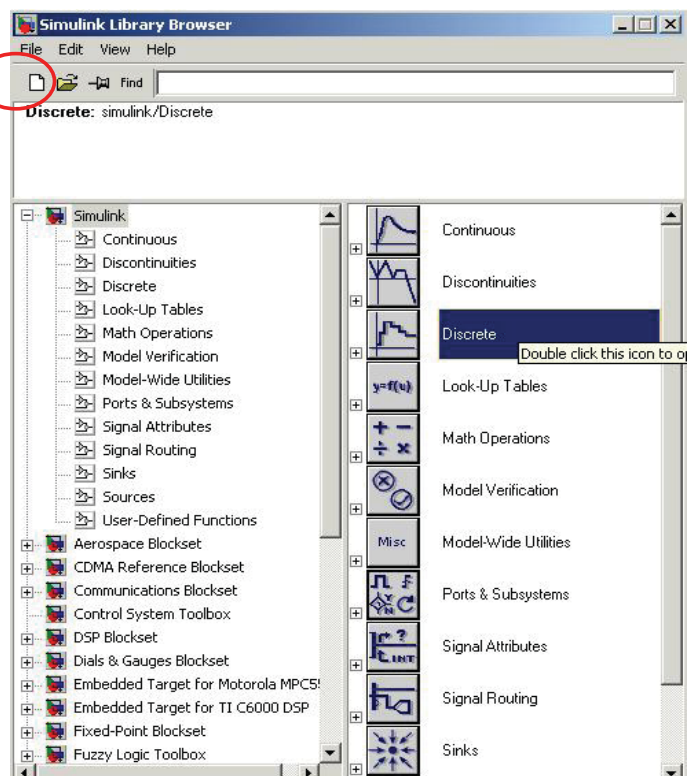 Simulink Library Browser
File Edit View Help
Find
Discrete: simulink/Discrete
Simulink
Continuous
Discontinuities
Discrete
Look-Up Tables
Math Operations
Model Verification
Model-Wide Utilities
Ports & Subsystems
Signal Attributes
Signal Routing
Sinks
Sources
User-Defined Functions
Aerospace Blockset
CDMA Reference Blockset
Communications Blockset
Control System Toolbox
DSP Blockset
Dials & Gauges Blockset
Embedded Target for Motorola MPC5
Embedded Target for TI C6000 DSP
Fixed-Point Blockset
Fuzzy Logic Toolbox
Continuous
Discontinuities
Discrete
Double click this icon to op
y=f(u) Look-Up Tables
+ − ÷ × Math Operations
Model Verification
Misc Model-Wide Utilities
Y N Ports & Subsystems
? t, INT Signal Attributes
Signal Routing
Sinks